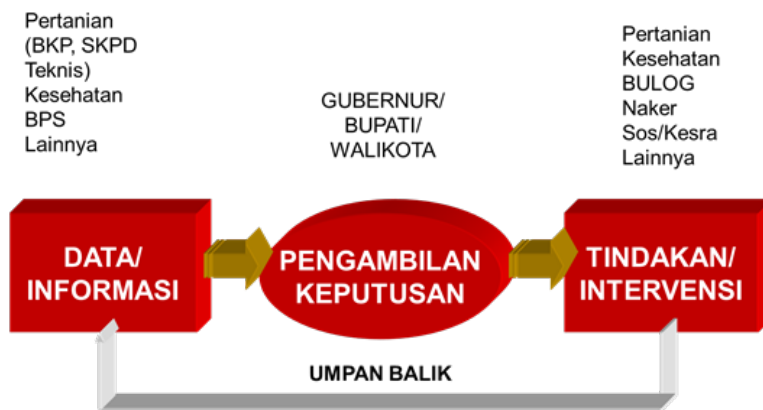 Pertanian
(BKP, SKPD
Teknis)
Kesehatan
BPS
Lainnya
GUBERNUR/
BUPATI/
WALIKOTA
Pertanian
Kesehatan
BULOG
Naker
Sos/Kesra
Lainnya
DATA/
INFORMASI
PENGAMBILAN
KEPUTUSAN
TINDAKAN/
INTERVENSI
UMPAN BALIK